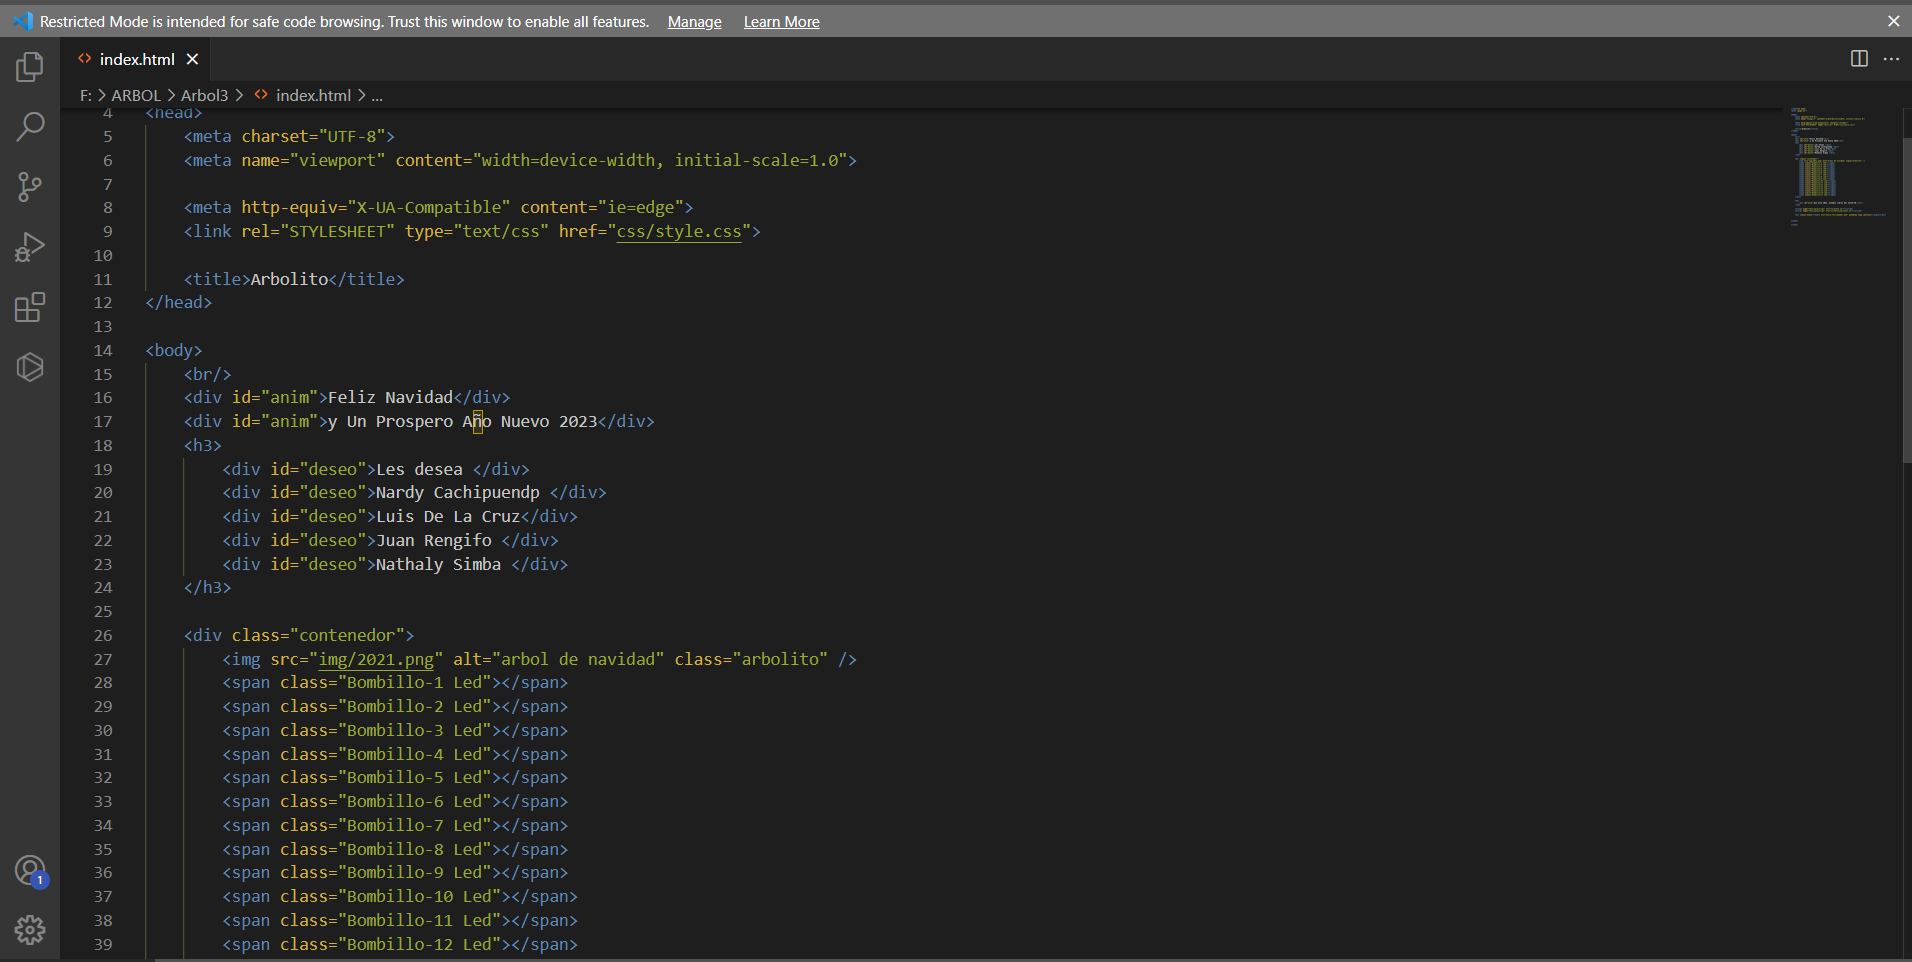 Restricted Mode is intended for safe code browsing. Trust this window to enable all features. Manage Learn More
index.html
F: > ARBOL > Arbol3 > <> index.html > ...
4 <head>
5 <meta charset="UTF-8">
6 <meta name="viewport" content="width=device-width, initial-scale=1.0">
7
8 <meta http-equiv="X-UA-Compatible" content="ie=edge">
9 <link rel="STYLESHEET" type="text/css" href="css/style.css">
10
11 <title>Arbolito</title>
12 </head>
13
14 <body>
15 <br/>
16 <div id="anim">Feliz Navidad</div>
17 <div id="anim">y Un Prospero Año Nuevo 2023</div>
18 <h3>
19 <div id="deseo">Les desea </div>
20 <div id="deseo">Nardy Cachipuendp </div>
21 <div id="deseo">Luis De La Cruz</div>
22 <div id="deseo">Juan Rengifo </div>
23 <div id="deseo">Nathaly Simba </div>
24 </h3>
25
26 <div class="contenedor">
27 <img src="img/2021.png" alt="arbol de navidad" class="arbolito" />
28 <span class="Bombillo-1 Led"></span>
29 <span class="Bombillo-2 Led"></span>
30 <span class="Bombillo-3 Led"></span>
31 <span class="Bombillo-4 Led"></span>
32 <span class="Bombillo-5 Led"></span>
33 <span class="Bombillo-6 Led"></span>
34 <span class="Bombillo-7 Led"></span>
35 <span class="Bombillo-8 Led"></span>
36 <span class="Bombillo-9 Led"></span>
37 <span class="Bombillo-10 Led"></span>
38 <span class="Bombillo-11 Led"></span>
39 <span class="Bombillo-12 Led"></span>
1